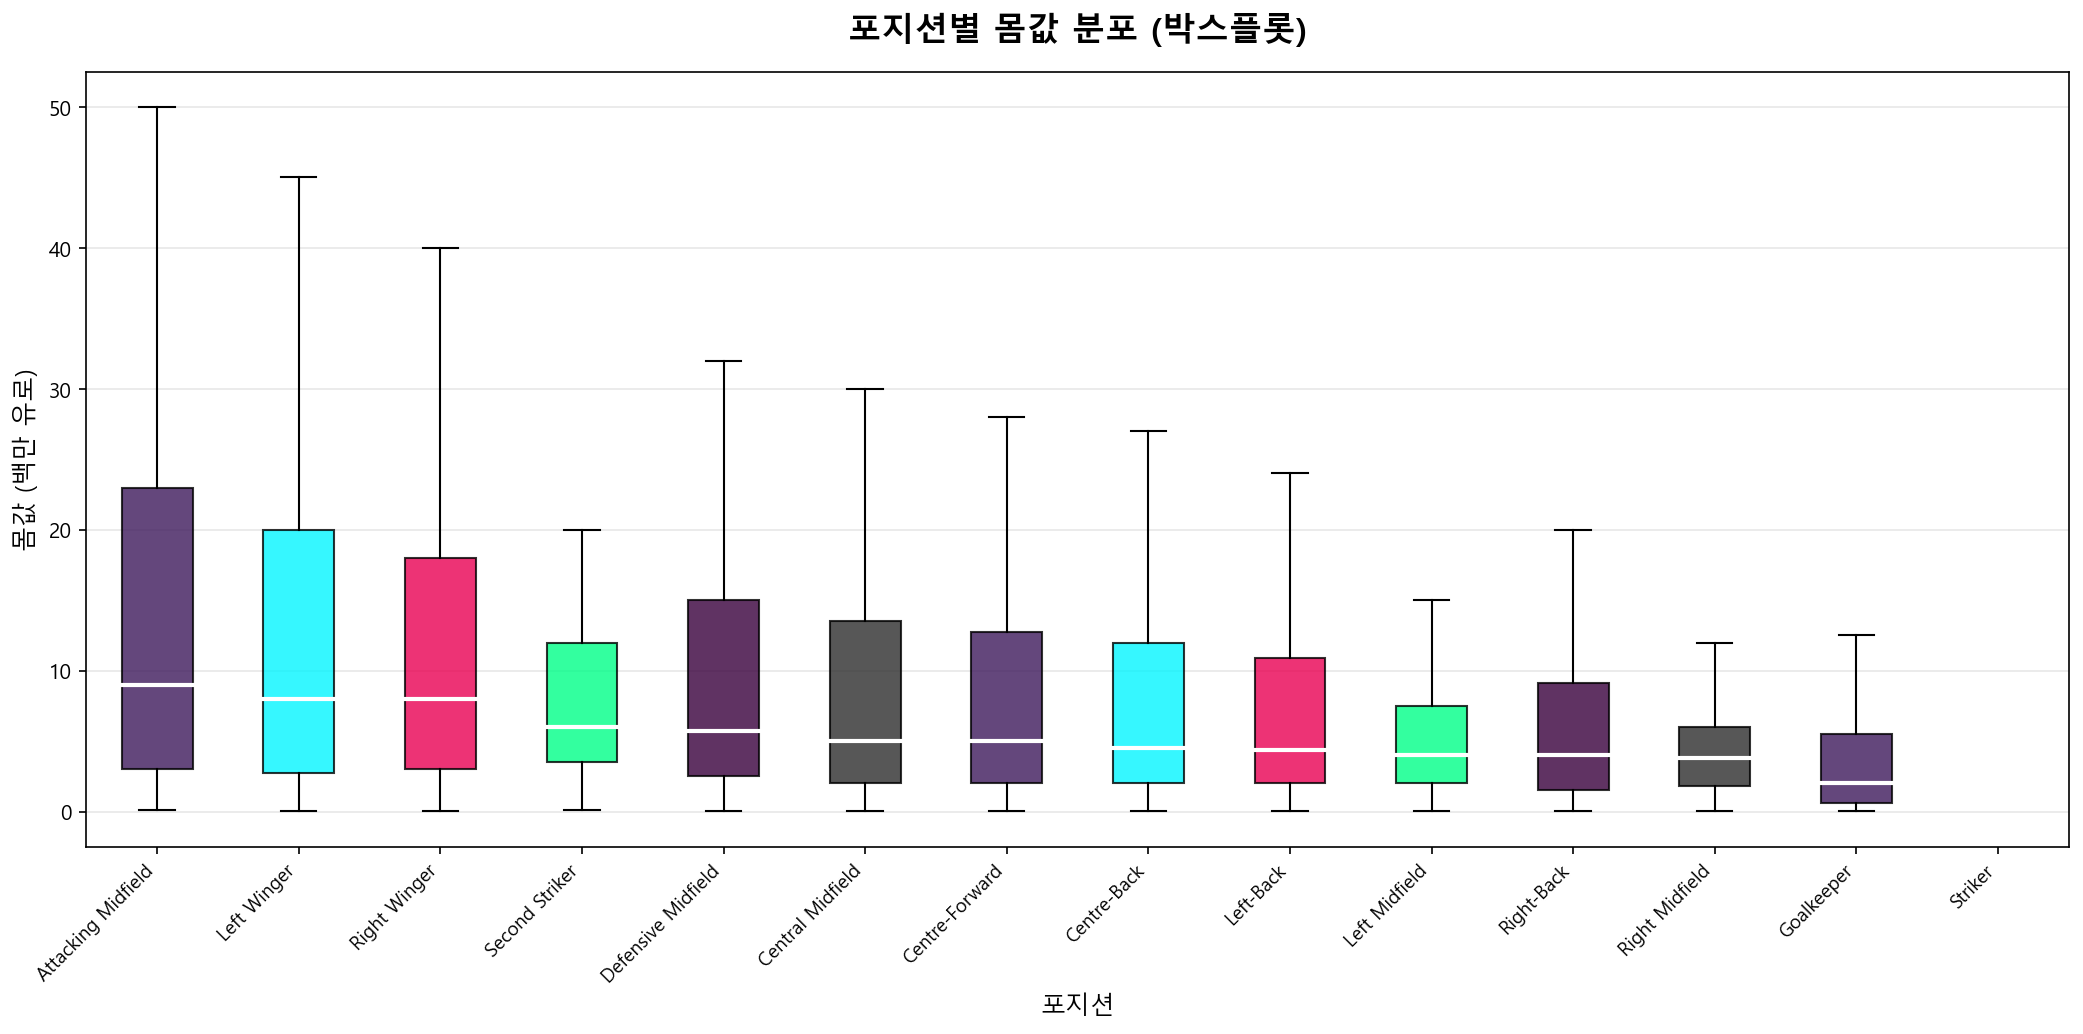 포지션별 몸값 분포 (박스플롯)
몸값 (백만 유로)
50
40
30
20
10
0
Attacking Midfield
Left Winger
Right Winger
Second Striker
Defensive Midfield
Central Midfield
Centre-Forward
Centre-Back
Left-Back
Left Midfield
Right-Back
Right Midfield
Goalkeeper
Striker
포지션